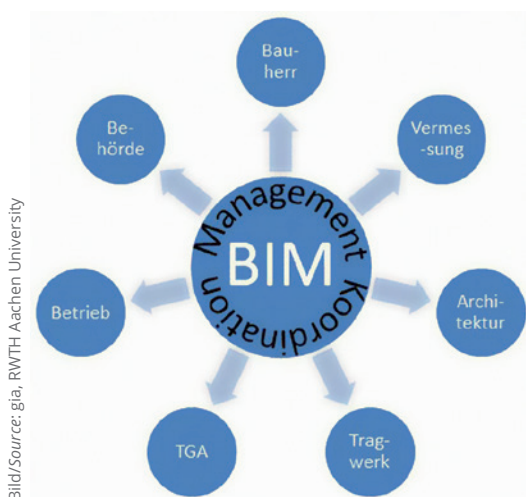 Bau-
herr
Be-
hörde
Vermes
-sung
Management
BIM
Koordination
Betrieb
Archi-
tektur
TGA
Trag-
werk
Bild/Source: gia, RWTH Aachen University